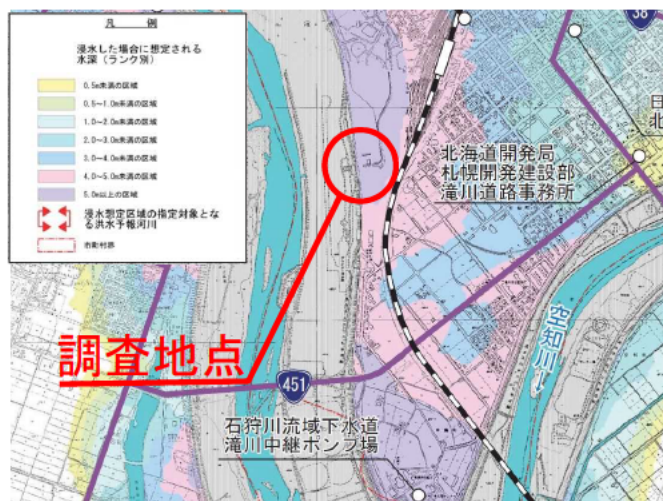 凡 例
浸水した場合に想定される
水深（ランク別）
0.5m未満の区域
0.5～1.0m未満の区域
1.0～2.0m未満の区域
2.0～3.0m未満の区域
3.0～4.0m未満の区域
4.0～5.0m未満の区域
5.0m以上の区域
浸水想定区域の指定対象とな
る洪水予報河川
市町村界
38
日
北
北海道開発局
札幌開発建設部
滝川道路事務所
空知川
調査地点
451
石狩川流域下水道
滝川中継ポンプ場